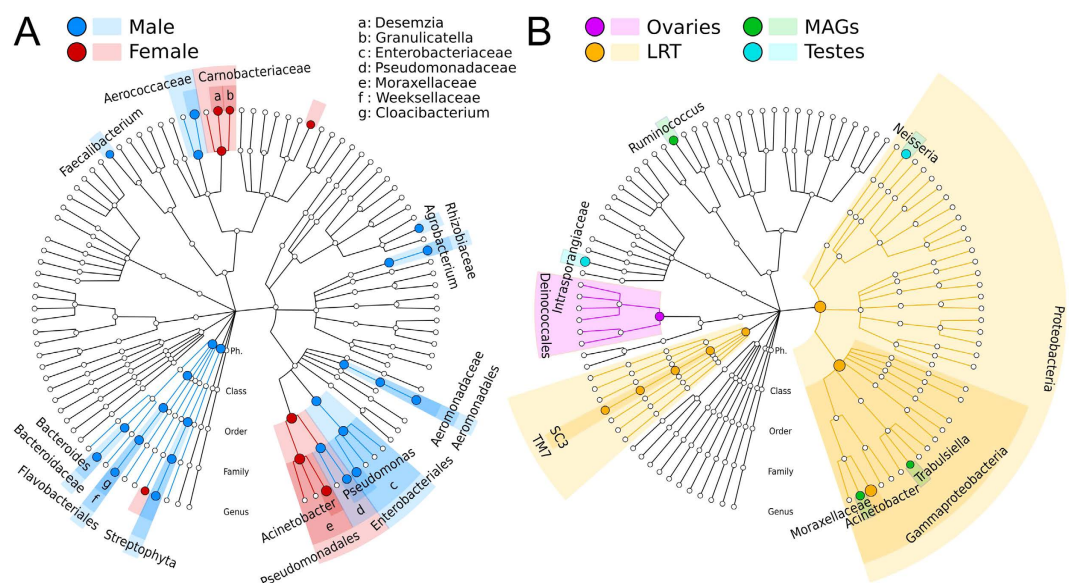 A
Male
Female
a: Desemzia
b: Granulicatella
c: Enterobacteriaceae
d: Pseudomonadaceae
e: Moraxellaceae
f : Weeksellaceae
g: Cloacibacterium
Aerococcaceae
Carnobacteriaceae
a b
Faecalibacterium
Rhizobiaceae
Agrobacterium
Ph.
Class
Order
Family
Genus
Aeromonadaceae
Aeromonadales
Bacteroides
Bacteroidaceae
Flavobacteriales
g
f
Streptophyta
Pseudomonas
c
Enterobacteriales
Acinetobacter
d
e
Pseudomonadales
B
Ovaries
MAGs
LRT
Testes
Ruminococcus
Neisseria
Intrasporangiaceae
Deinococcales
Proteobacteria
Ph.
Class
Order
Family
Genus
SC3
TM7
Trabulsiella
Acinetobacter
Moraxellaceae
Gammaproteobacteria